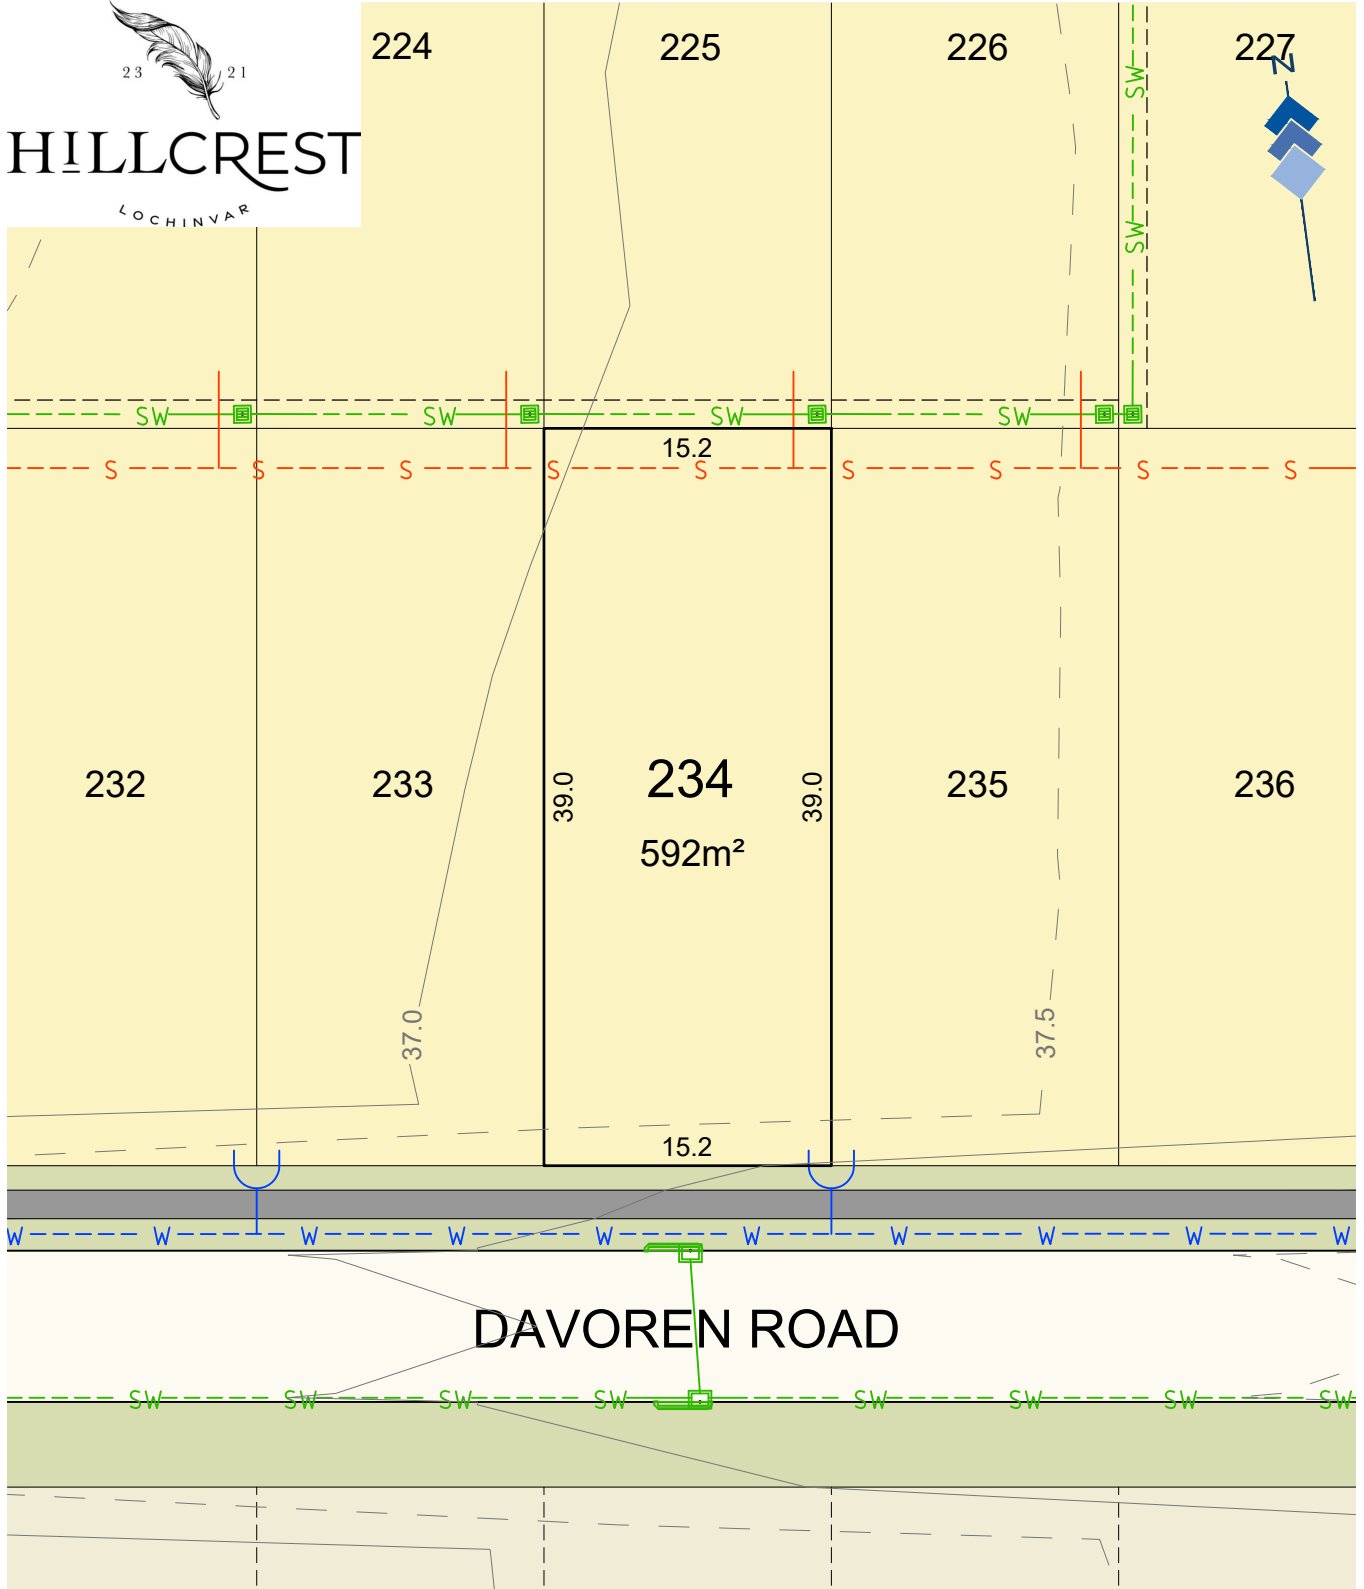 23 21
HILLCREST
LOCHINVAR
224
225
226
227
N
SW
SW
SW SW SW SW
15.2
S S S S S S S S S
232
233
39.0
234
39.0
235
236
592m²
37.0
37.5
15.2
W W W W W W W W W W
DAVOREN ROAD
SW SW SW SW SW SW SW SW